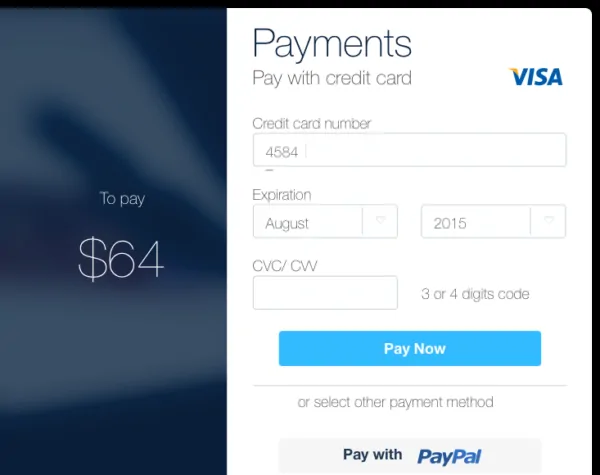 Payments
Pay with credit card
VISA
Credit card number
4584
Expiration
August
2015
To pay
$64
CVC/ CVV
3 or 4 digits code
Pay Now
or select other payment method
Pay with PayPal